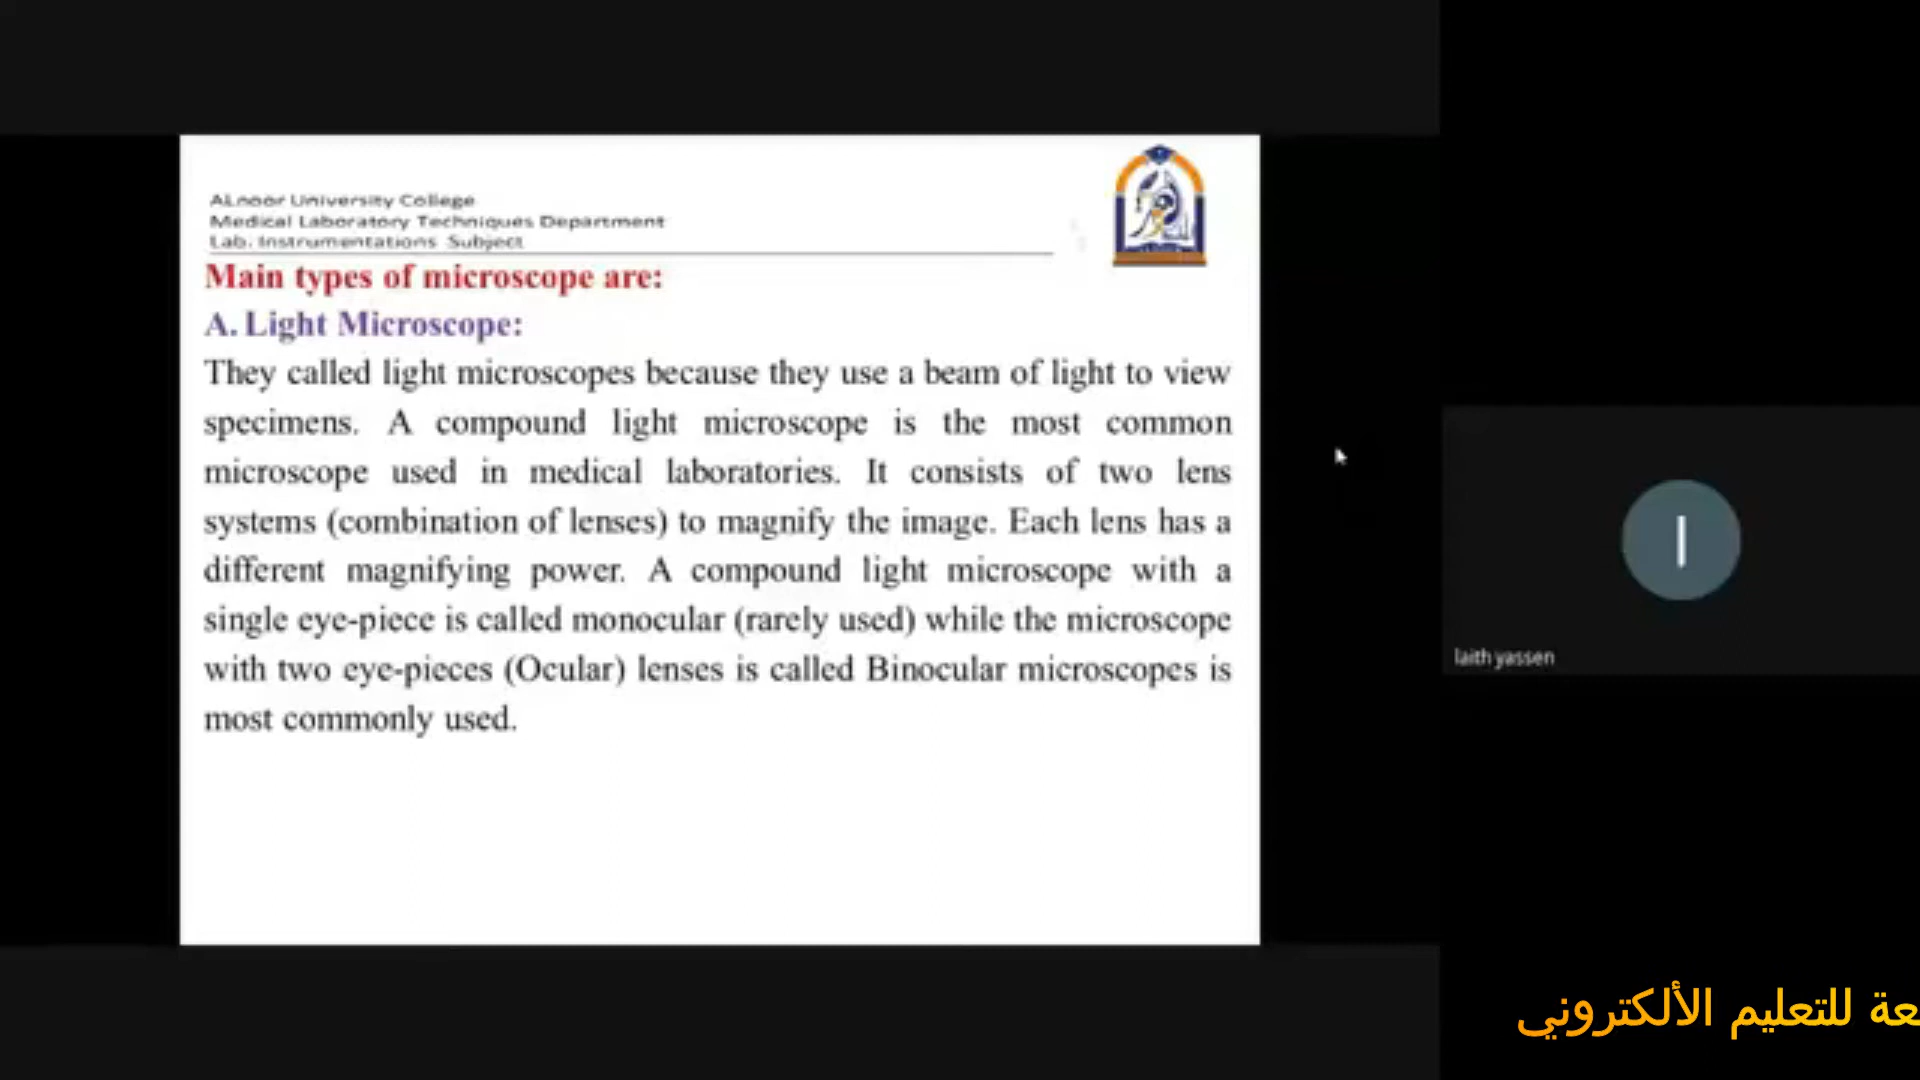 ALnoor University College
Medical Laboratory Techniques Department
Lab. Instrumentations Subject
Main types of microscope are:
A. Light Microscope:
They called light microscopes because they use a beam of light to view
specimens. A compound light microscope is the most common
microscope used in medical laboratories. It consists of two lens
systems (combination of lenses) to magnify the image. Each lens has a
different magnifying power. A compound light microscope with a
single eye-piece is called monocular (rarely used) while the microscope
with two eye-pieces (Ocular) lenses is called Binocular microscopes is
most commonly used.
l
laith yassen
للتعليم الألكتروني